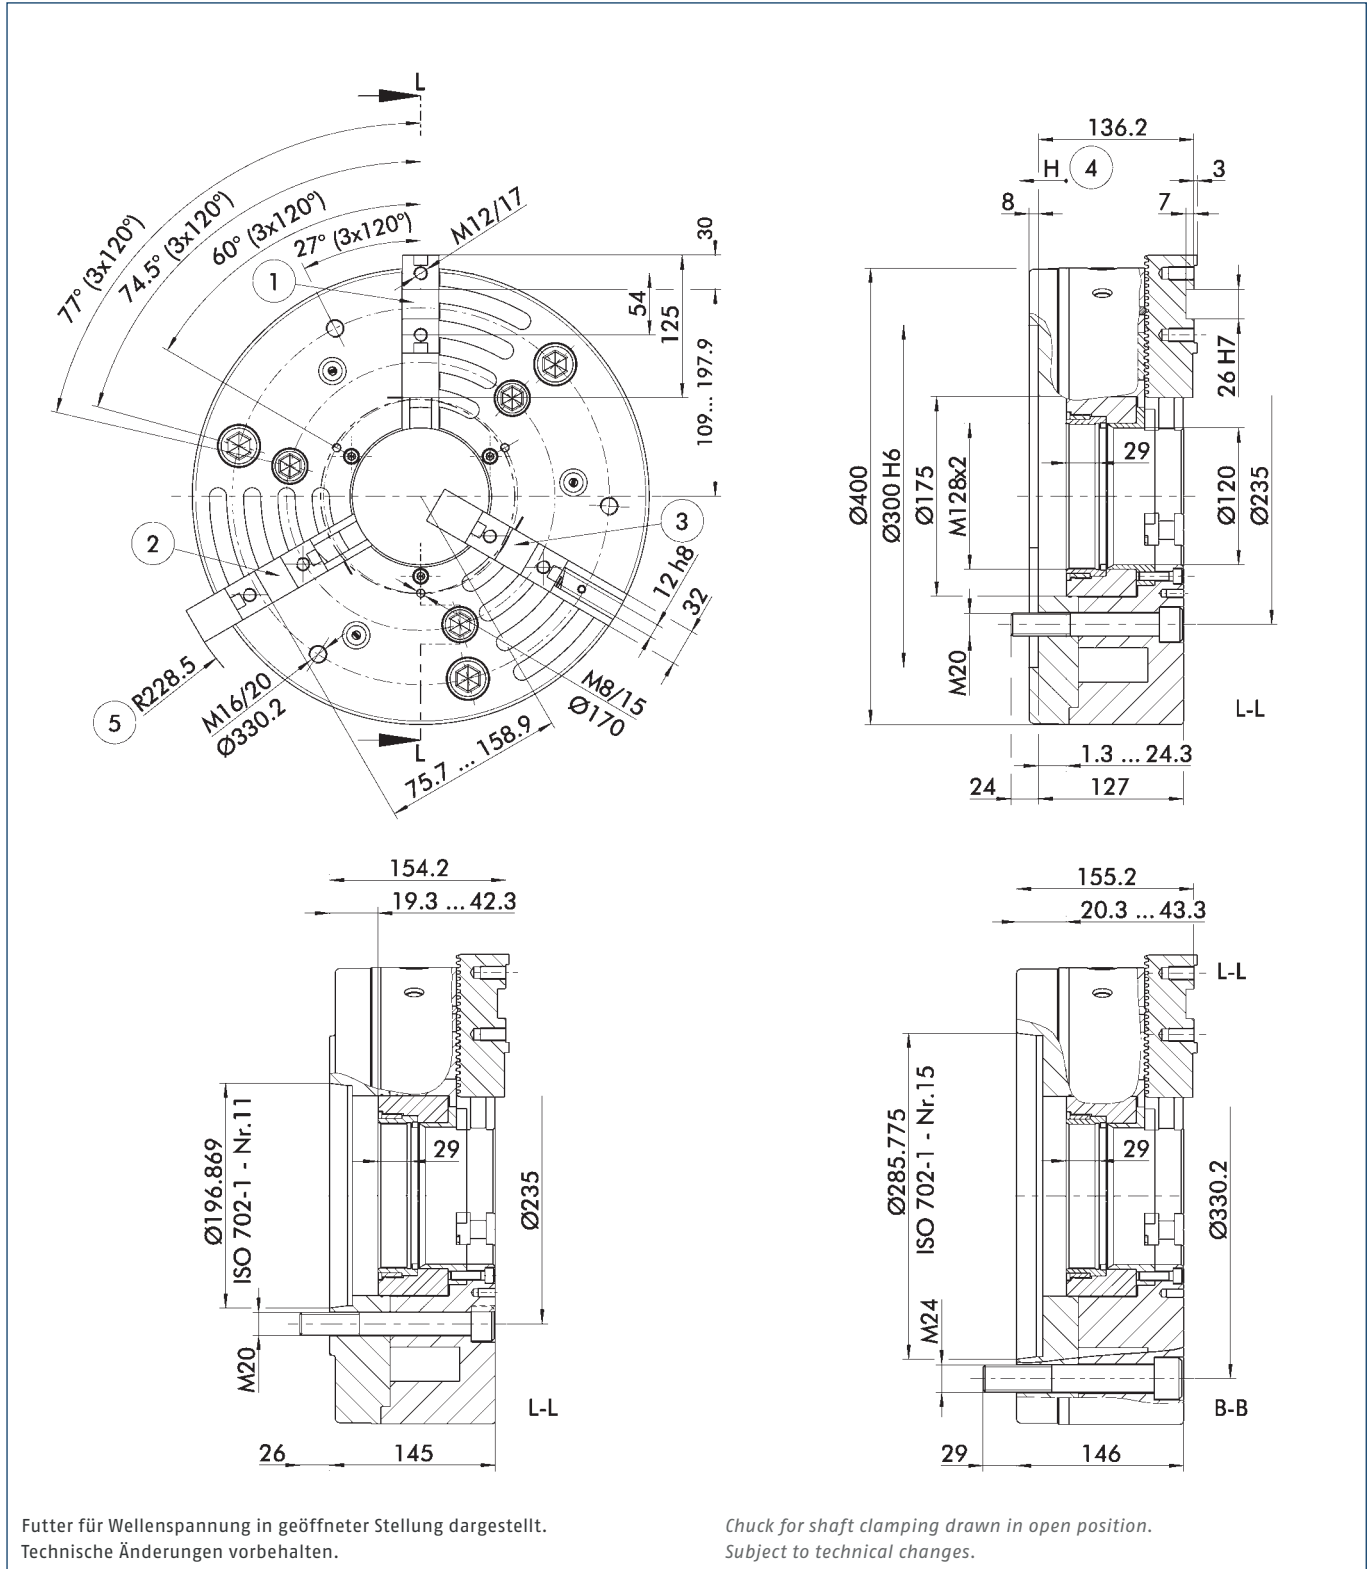 L
77° (3x120°)
74.5° (3x120°)
60° (3x120°)
27° (3x120°)
M12/17
1
30
54
125
109... 197.9
2
3
12 h8
32
5
R228.5
M16/20
Ø330.2
M8/15
Ø170
L
75.7 ... 158.9
136.2
H
4
3
8
7
26 H7
Ø400
Ø300 H6
Ø175
M128x2
29
Ø120
Ø235
M20
L-L
1.3 ... 24.3
24
127
154.2
19.3 ... 42.3
Ø196.869
ISO 702-1 - Nr.11
29
Ø235
M20
L-L
26
145
155.2
20.3 ... 43.3
L-L
Ø285.775
ISO 702-1 - Nr.15
29
Ø330.2
M24
B-B
29
146
Futter für Wellenspannung in geöffneter Stellung dargestellt.
Technische Änderungen vorbehalten.
Chuck for shaft clamping drawn in open position.
Subject to technical changes.